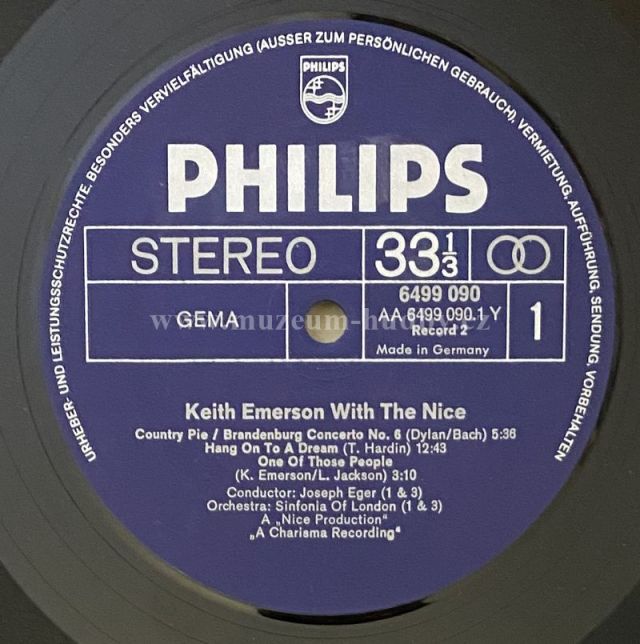 URHEBER- UND LEISTUNGSSCHUTZRECHTE, BESONDERS VERVIELFÄLTIGUNG (AUSSER ZUM PERSÖNLICHEN GEBRAUCH), VERMIETUNG, AUFFÜHRUNG, SENDUNG, VORBEHALTEN
PHILIPS
PHILIPS
STEREO 33 1/3
GEMA
6499 090
AA 6499 090.1 Y
Record 2
Made in Germany
1
www.muzeum-hudby.cz
Keith Emerson With The Nice
Country Pie / Brandenburg Concerto No. 6 (Dylan/Bach) 5:36
Hang On To A Dream (T. Hardin) 12:43
One Of Those People
(K. Emerson/L. Jackson) 3:10
Conductor: Joseph Eger (1 & 3)
Orchestra: Sinfonia Of London (1 & 3)
A „Nice Production“
„A Charisma Recording“